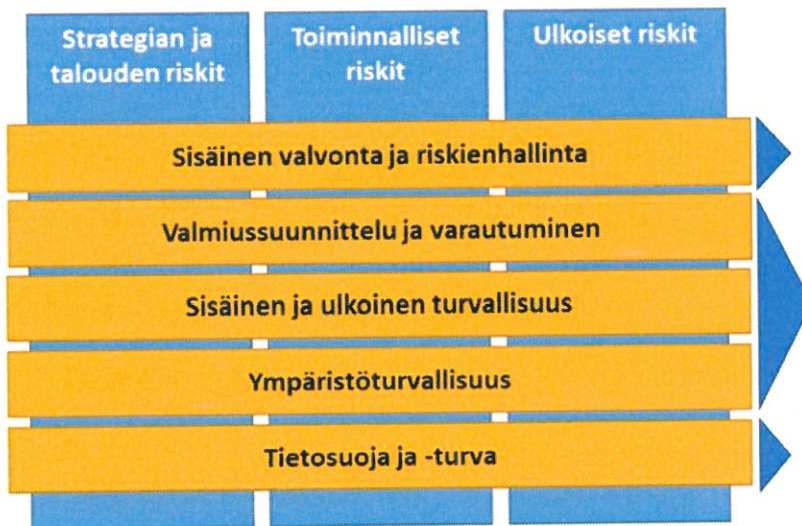 Strategian ja
talouden riskit
Toiminnalliset
riskit
Ulkoiset riskit
Sisäinen valvonta ja riskienhallinta
Valmiussuunnittelu ja varautuminen
Sisäinen ja ulkoinen turvallisuus
Ympäristöturvallisuus
Tietosuoja ja -turva